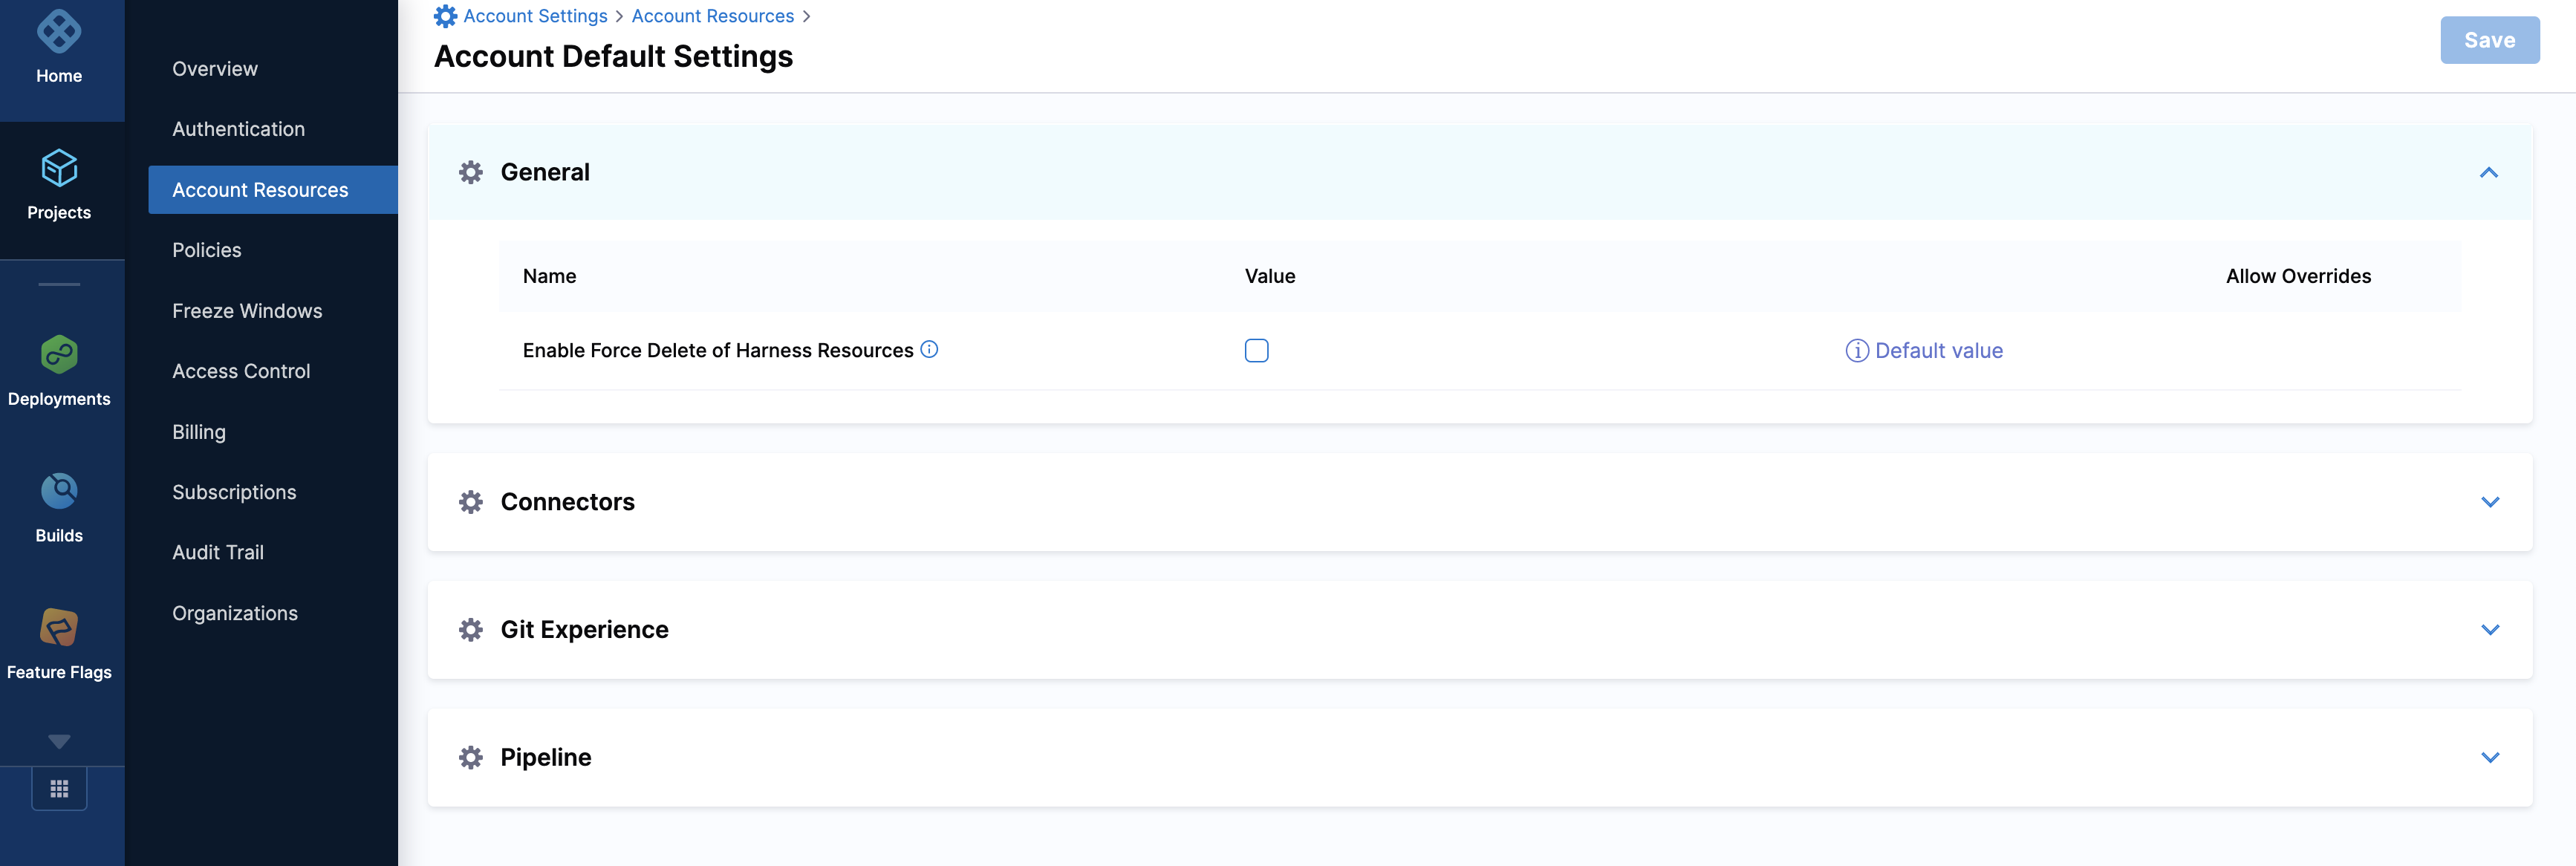 Home
Projects
Deployments
Builds
Feature Flags
Overview
Authentication
Account Resources
Policies
Freeze Windows
Access Control
Billing
Subscriptions
Audit Trail
Organizations
Account Settings > Account Resources >
Account Default Settings
Save
General
Name Value Allow Overrides
Enable Force Delete of Harness Resources Default value
Connectors
Git Experience
Pipeline